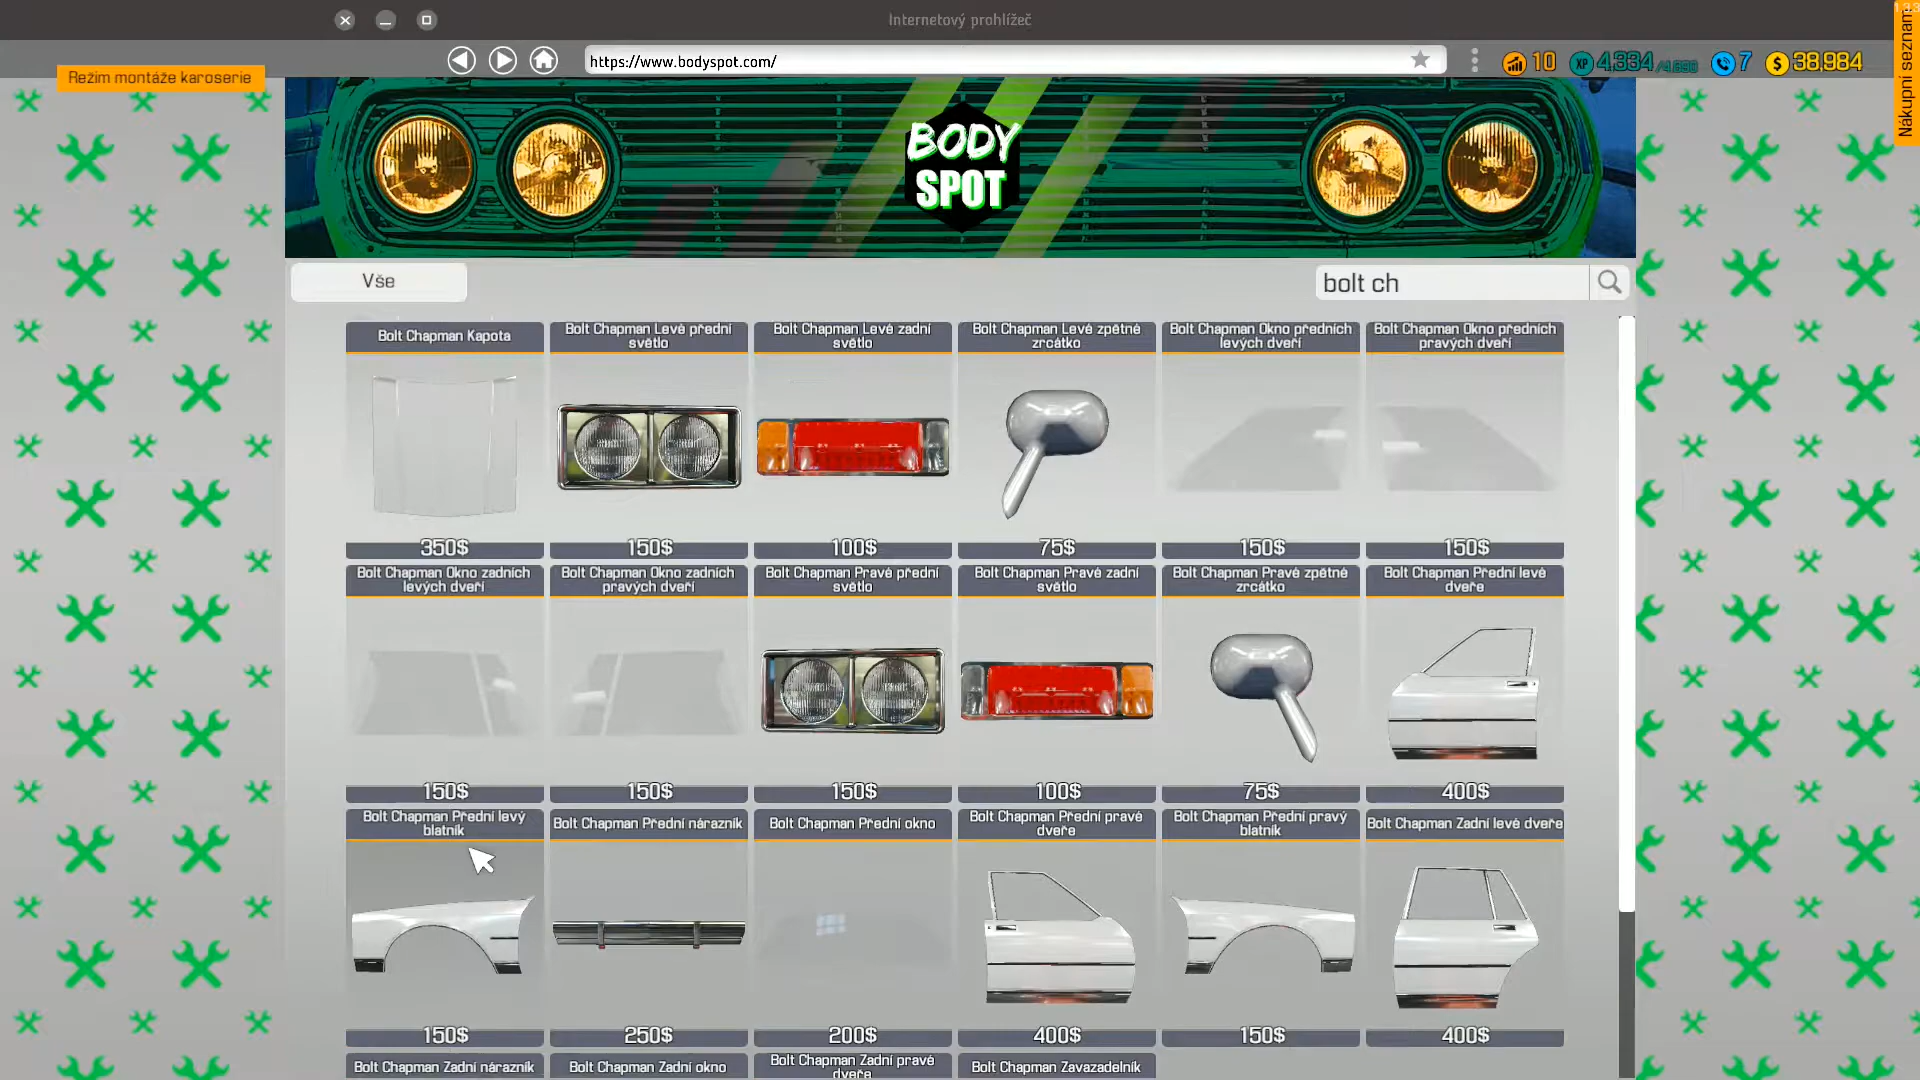 Internetový prohlížeč
Režim montáže karoserie
https://www.bodyspot.com/
10
XP 4,334
7
$ 38,984
Nákupní seznam
BODY
SPOT
Vše
bolt ch
Bolt Chapman Kapota
350$
Bolt Chapman Levé přední
světlo
150$
Bolt Chapman Levé zadní
světlo
100$
Bolt Chapman Levé zpětné
zrcátko
75$
Bolt Chapman Okno předních
levých dveří
150$
Bolt Chapman Okno předních
pravých dveří
150$
Bolt Chapman Okno zadních
levých dveří
150$
Bolt Chapman Okno zadních
pravých dveří
150$
Bolt Chapman Pravé přední
světlo
150$
Bolt Chapman Pravé zadní
světlo
100$
Bolt Chapman Pravé zpětné
zrcátko
75$
Bolt Chapman Přední levé
dveře
400$
Bolt Chapman Přední levý
blatník
150$
Bolt Chapman Přední nárazník
250$
Bolt Chapman Přední okno
200$
Bolt Chapman Přední pravé
dveře
400$
Bolt Chapman Přední pravý
blatník
150$
Bolt Chapman Zadní levé dveře
400$
Bolt Chapman Zadní nárazník
Bolt Chapman Zadní okno
Bolt Chapman Zadní pravé
dveře
Bolt Chapman Zavazadelník